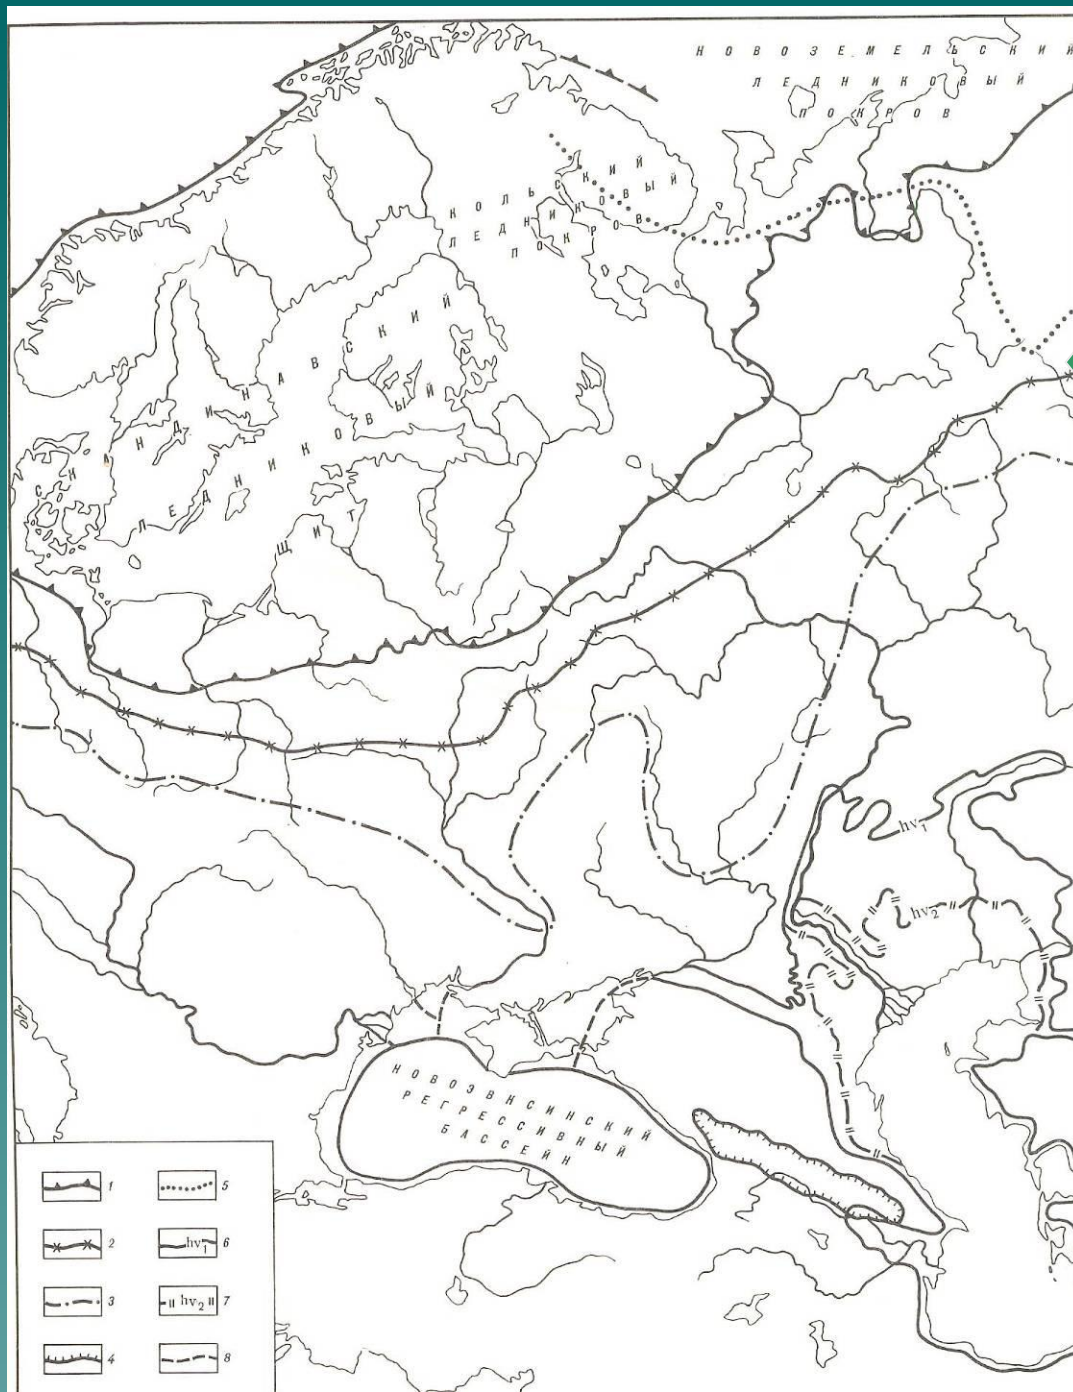 НОВОЗЕМЕЛЬСКИЙ
ЛЕДНИКОВЫЙ
ПОКРОВ
КОЛЬСКИЙ
ЛЕДНИКОВЫЙ
ПОКРОВ
СКАНДИНАВСКИЙ
ЛЕДНИКОВЫЙ
ЩИТ
hv1
hv2
НОВОЭВКСИНСКИЙ
РЕГРЕССИВНЫЙ
БАССЕЙН
1
5
2
hv1 6
3
hv2 7
4
8